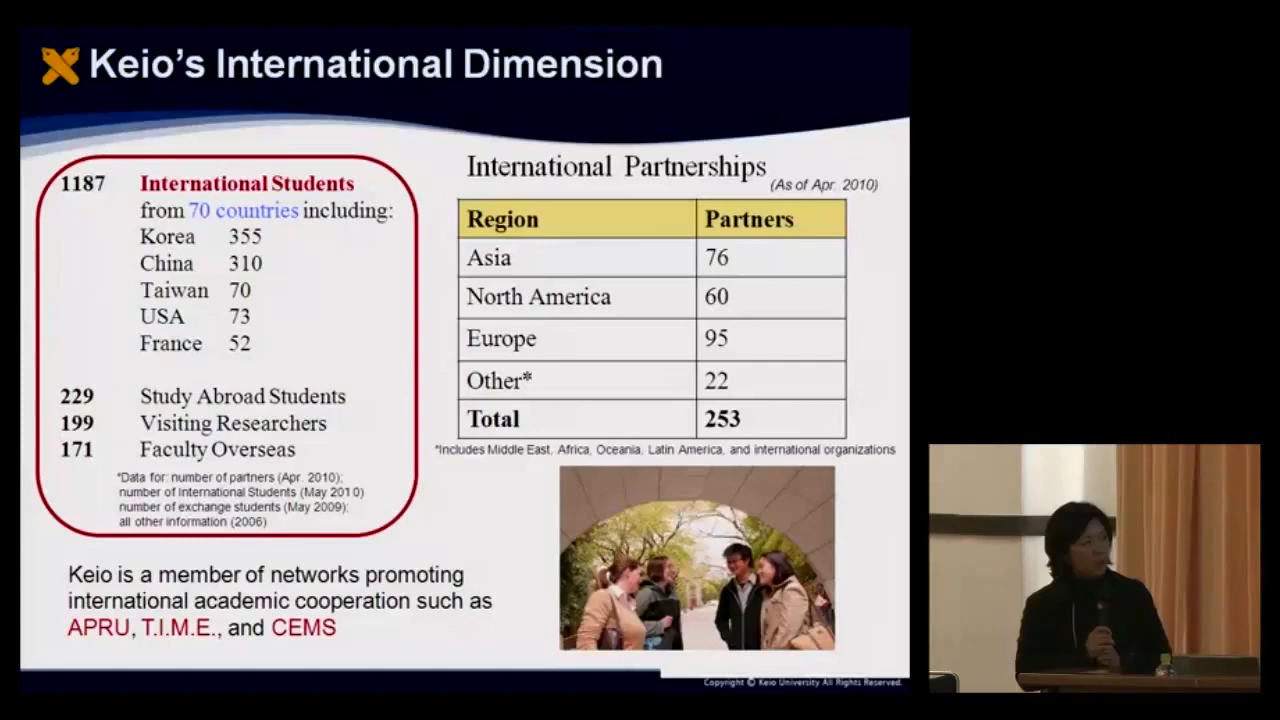 Keio's International Dimension
1187 International Students
from 70 countries including:
Korea 355
China 310
Taiwan 70
USA 73
France 52
229 Study Abroad Students
199 Visiting Researchers
171 Faculty Overseas
*Data for: number of partners (Apr. 2010);
number of International Students (May 2010)
number of exchange students (May 2009);
all other information (2006)
International Partnerships
(As of Apr. 2010)
Region Partners
Asia 76
North America 60
Europe 95
Other* 22
Total 253
*Includes Middle East, Africa, Oceania, Latin America, and international organizations
Keio is a member of networks promoting
international academic cooperation such as
APRU, T.I.M.E., and CEMS
Copyright © Keio University All Rights Reserved.